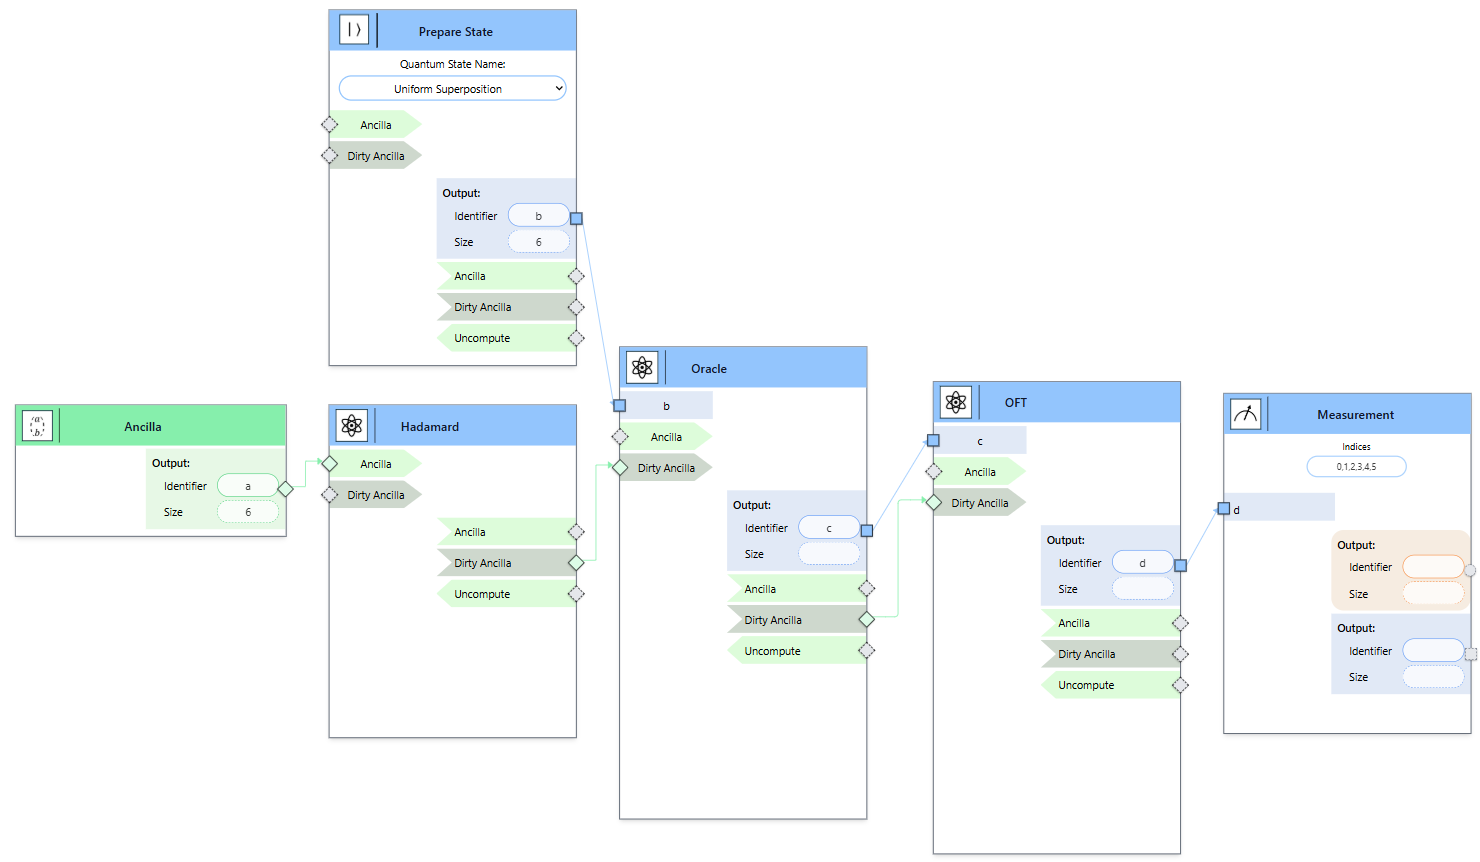 | ⟩
Prepare State
Quantum State Name:
Uniform Superposition
Ancilla
Dirty Ancilla
Output:
Identifier b
Size 6
Ancilla
Dirty Ancilla
Uncompute
a
b
Ancilla
Output:
Identifier a
Size 6
Hadamard
Ancilla
Dirty Ancilla
Ancilla
Dirty Ancilla
Uncompute
Oracle
b
Ancilla
Dirty Ancilla
Output:
Identifier c
Size
Ancilla
Dirty Ancilla
Uncompute
OFT
c
Ancilla
Dirty Ancilla
Output:
Identifier d
Size
Ancilla
Dirty Ancilla
Uncompute
Measurement
Indices
0,1,2,3,4,5
d
Output:
Identifier
Size
Output:
Identifier
Size